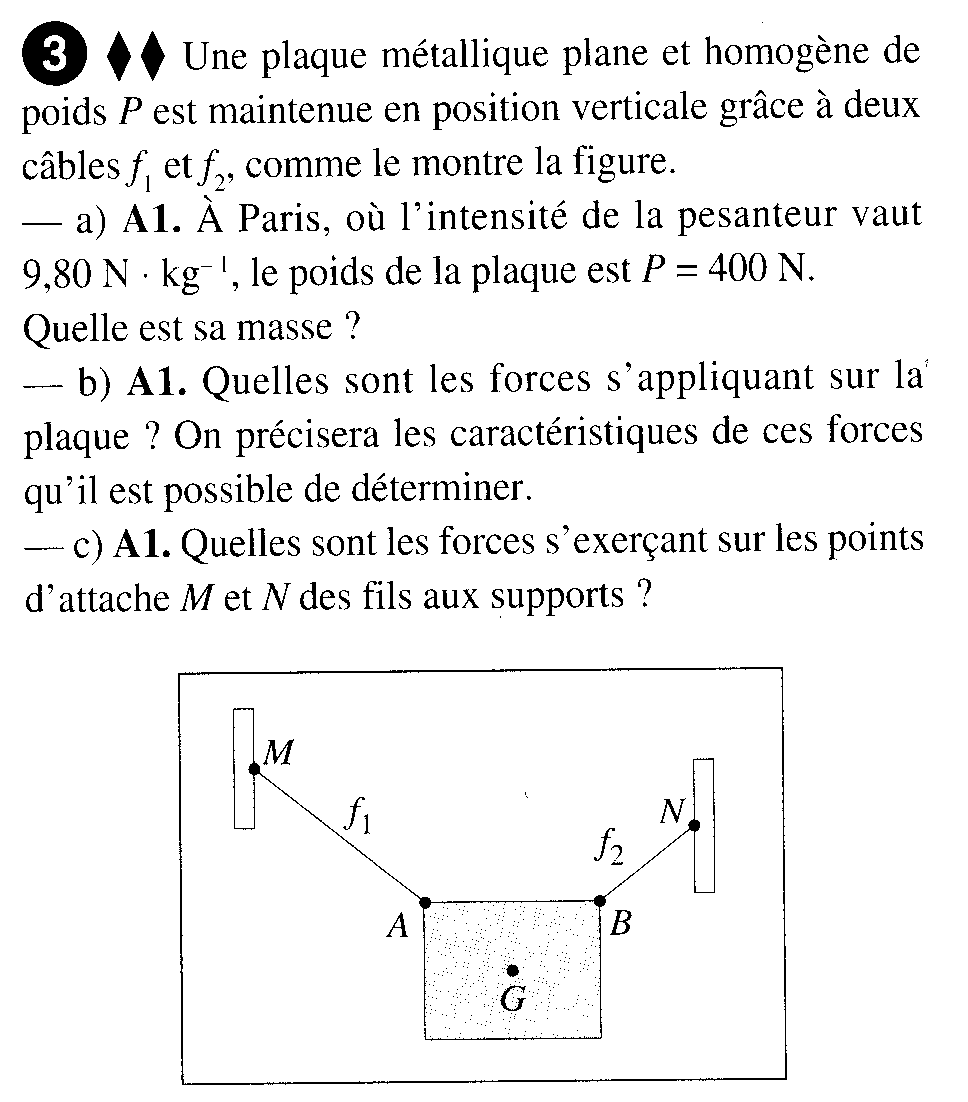 3 ♦♦ Une plaque métallique plane et homogène de
poids P est maintenue en position verticale grâce à deux
câbles f₁ et f₂, comme le montre la figure.
— a) A1. À Paris, où l'intensité de la pesanteur vaut
9,80 N · kg⁻¹, le poids de la plaque est P = 400 N.
Quelle est sa masse ?
— b) A1. Quelles sont les forces s'appliquant sur la
plaque ? On précisera les caractéristiques de ces forces
qu'il est possible de déterminer.
— c) A1. Quelles sont les forces s'exerçant sur les points
d'attache M et N des fils aux supports ?
M
f₁
N
f₂
A
B
G